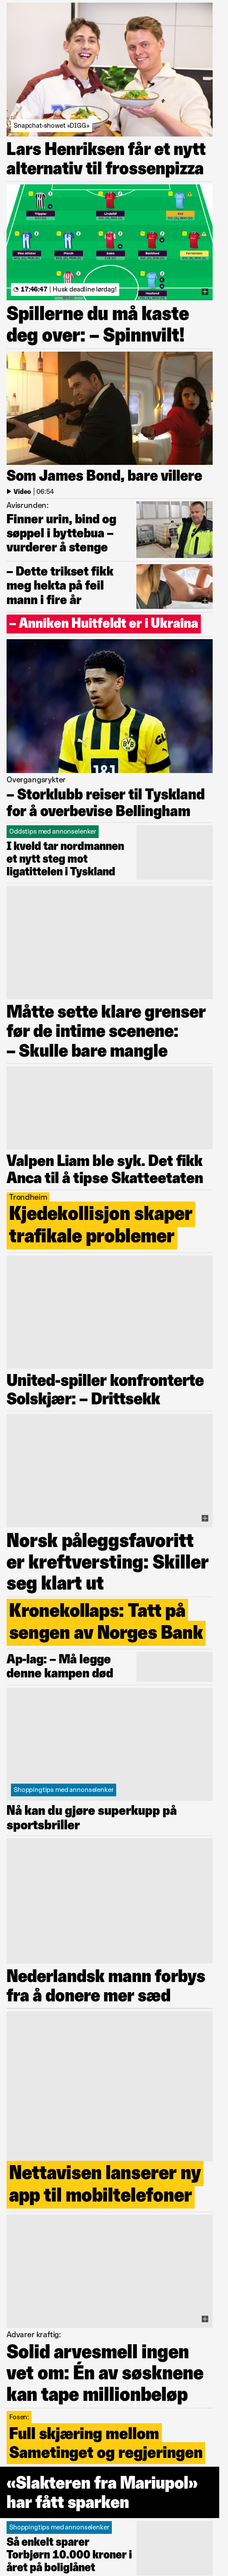 Snapchat-showet «DIGG»
Lars Henriksen får et nytt
alternativ til frossenpizza
Trippier
Lindelöf
Kai
Mac Allister
Placík
Saka
Rashford
Fernandes
17:46:47 | Husk deadline lørdag!
Haaland
Spillerne du må kaste
deg over: – Spinnvilt!
Som James Bond, bare villere
Video | 06:54
Avisrunden:
Finner urin, bind og
søppel i byttebua –
vurderer å stenge
– Dette trikset fikk
meg hekta på feil
mann i fire år
– Anniken Huitfeldt er i Ukraina
1&1
BVB
09
Overgangsrykter
– Storklubb reiser til Tyskland
for å overbevise Bellingham
Oddstips med annonselenker
I kveld tar nordmannen
et nytt steg mot
ligatittelen i Tyskland
Måtte sette klare grenser
før de intime scenene:
– Skulle bare mangle
Valpen Liam ble syk. Det fikk
Anca til å tipse Skatteetaten
Trondheim
Kjedekollisjon skaper
trafikale problemer
United-spiller konfronterte
Solskjær: – Drittsekk
Norsk påleggsfavoritt
er kreftversting: Skiller
seg klart ut
Kronekollaps: Tatt på
sengen av Norges Bank
Ap-lag: – Må legge
denne kampen død
Shoppingtips med annonselenker
Nå kan du gjøre superkupp på
sportsbriller
Nederlandsk mann forbys
fra å donere mer sæd
Nettavisen lanserer ny
app til mobiltelefoner
Advarer kraftig:
Solid arvesmell ingen
vet om: Én av søsknene
kan tape millionbeløp
Fosen:
Full skjæring mellom
Sametinget og regjeringen
«Slakteren fra Mariupol»
har fått sparken
Shoppingtips med annonselenker
Så enkelt sparer
Torbjørn 10.000 kroner i
året på boliglånet